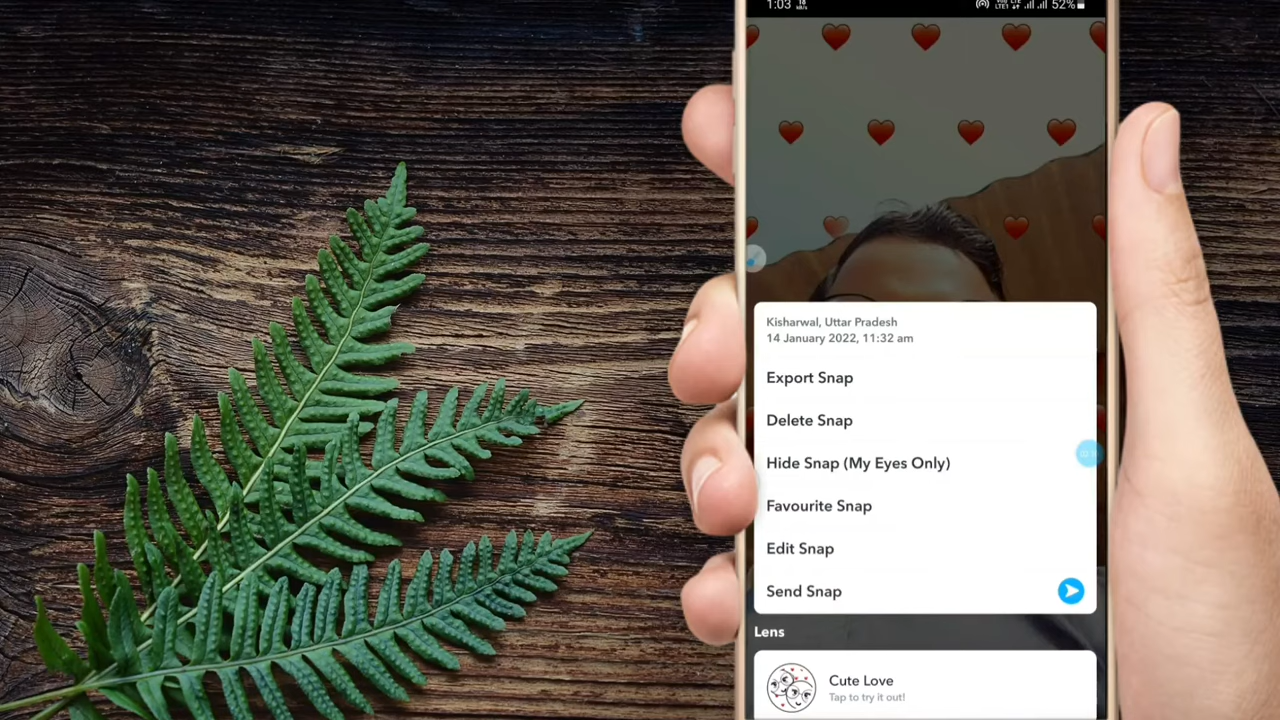 1:03
52%
Kisharwal, Uttar Pradesh
14 January 2022, 11:32 am
Export Snap
Delete Snap
Hide Snap (My Eyes Only)
Favourite Snap
Edit Snap
Send Snap
Lens
Cute Love
Tap to try it out!